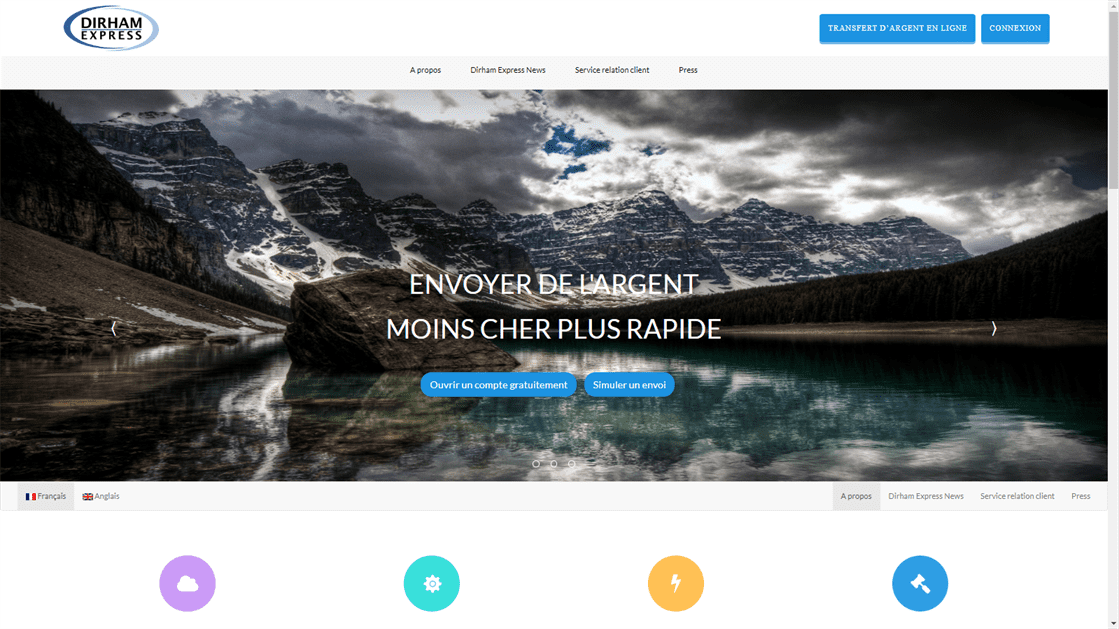 DIRHAM
EXPRESS
TRANSFERT D'ARGENT EN LIGNE
CONNEXION
A propos
Dirham Express News
Service relation client
Press
ENVOYER DE L'ARGENT
MOINS CHER PLUS RAPIDE
Ouvrir un compte gratuitement
Simuler un envoi
Français
Anglais
A propos
Dirham Express News
Service relation client
Press